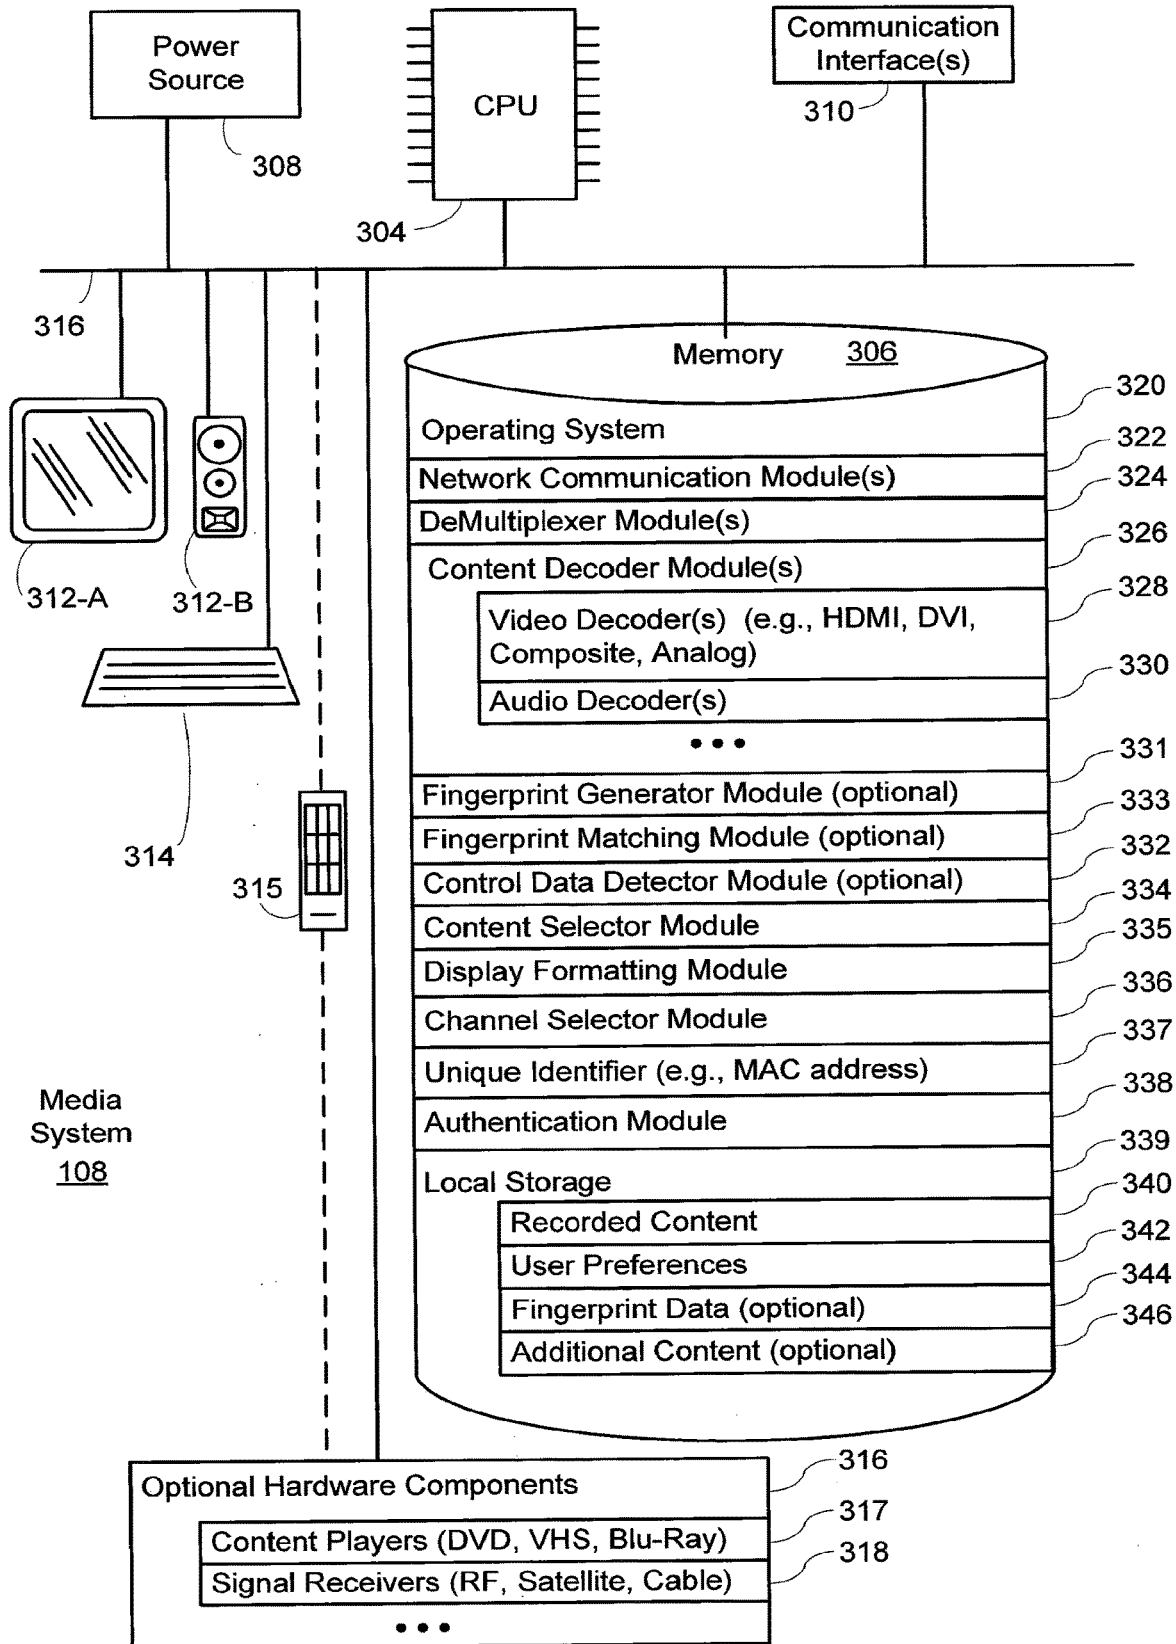 Power
Source
308
CPU
304
Communication
Interface(s)
310
316
Memory 306
312-A
312-B
314
315
Operating System 320
Network Communication Module(s) 322
DeMultiplexer Module(s) 324
Content Decoder Module(s) 326
Video Decoder(s) (e.g., HDMI, DVI, 328
Composite, Analog)
Audio Decoder(s) 330
• • •
Fingerprint Generator Module (optional) 331
Fingerprint Matching Module (optional) 333
Control Data Detector Module (optional) 332
Content Selector Module 334
Display Formatting Module 335
Channel Selector Module 336
Unique Identifier (e.g., MAC address) 337
Authentication Module 338
Local Storage 339
Recorded Content 340
User Preferences 342
Fingerprint Data (optional) 344
Additional Content (optional) 346
Media
System
108
Optional Hardware Components 316
Content Players (DVD, VHS, Blu-Ray) 317
Signal Receivers (RF, Satellite, Cable) 318
• • •